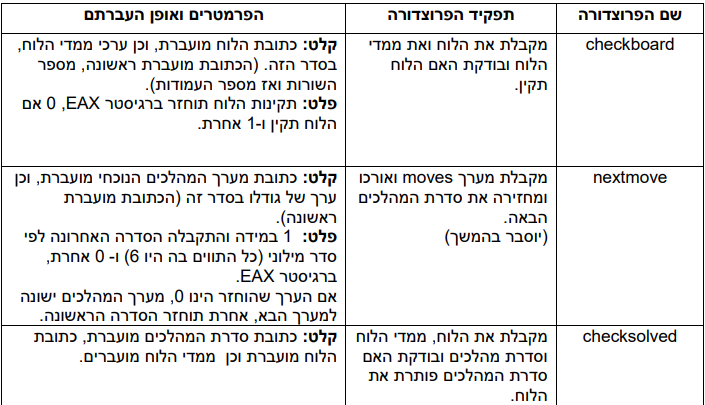 שם הפרוצדורה תפקיד הפרוצדורה הפרמטרים ואופן העברתם
checkboard
מקבלת את הלוח ואת ממדי
הלוח ובודקת האם הלוח
תקין.
קלט: כתובת הלוח מועברת, וכן ערכי ממדי הלוח,
בסדר הזה. (הכתובת מועברת ראשונה, מספר
השורות ואז מספר העמודות).
פלט: תקינות הלוח תוחזר ברגיסטר EAX, 0 אם
הלוח תקין ו-1 אחרת.
nextmove
מקבלת מערך moves ואורכו
ומחזירה את סדרת המהלכים
הבאה.
(יוסבר בהמשך)
קלט: כתובת מערך המהלכים הנוכחי מועברת, וכן
ערך של גודלו בסדר זה (הכתובת מועברת
ראשונה).
פלט: 1 במידה והתקבלה הסדרה האחרונה לפי
סדר מילוני (כל התווים בה היו 6) ו- 0 אחרת,
ברגיסטר EAX.
אם הערך שהוחזר הינו 0, מערך המהלכים ישונה
למערך הבא, אחרת תוחזר הסדרה הראשונה.
checksolved
מקבלת את הלוח, ממדי הלוח
וסדרת מהלכים ובודקת האם
סדרת המהלכים פותרת את
הלוח.
קלט: כתובת סדרת המהלכים מועברת, כתובת
הלוח מועברת וכן ממדי הלוח מועברים.